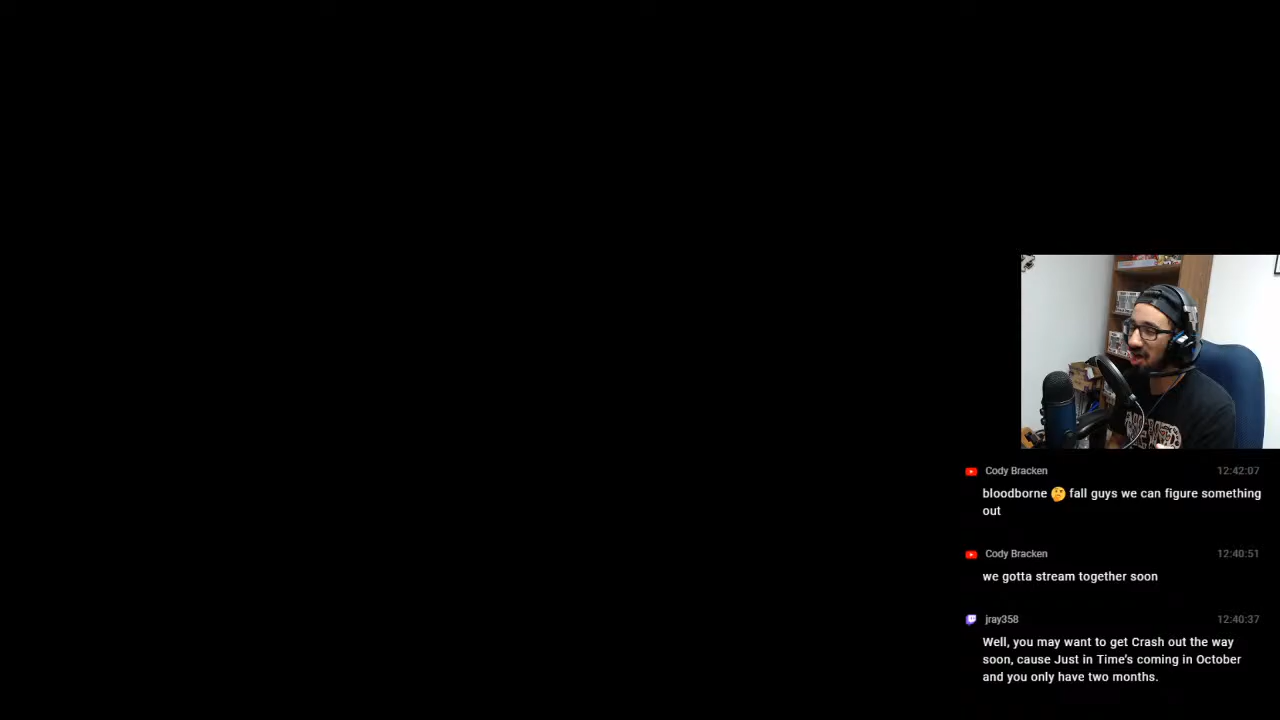 Cody Bracken 12:42:07
bloodborne 🤔 fall guys we can figure something
out
Cody Bracken 12:40:51
we gotta stream together soon
jray358 12:40:37
Well, you may want to get Crash out the way
soon, cause Just in Time's coming in October
and you only have two months.